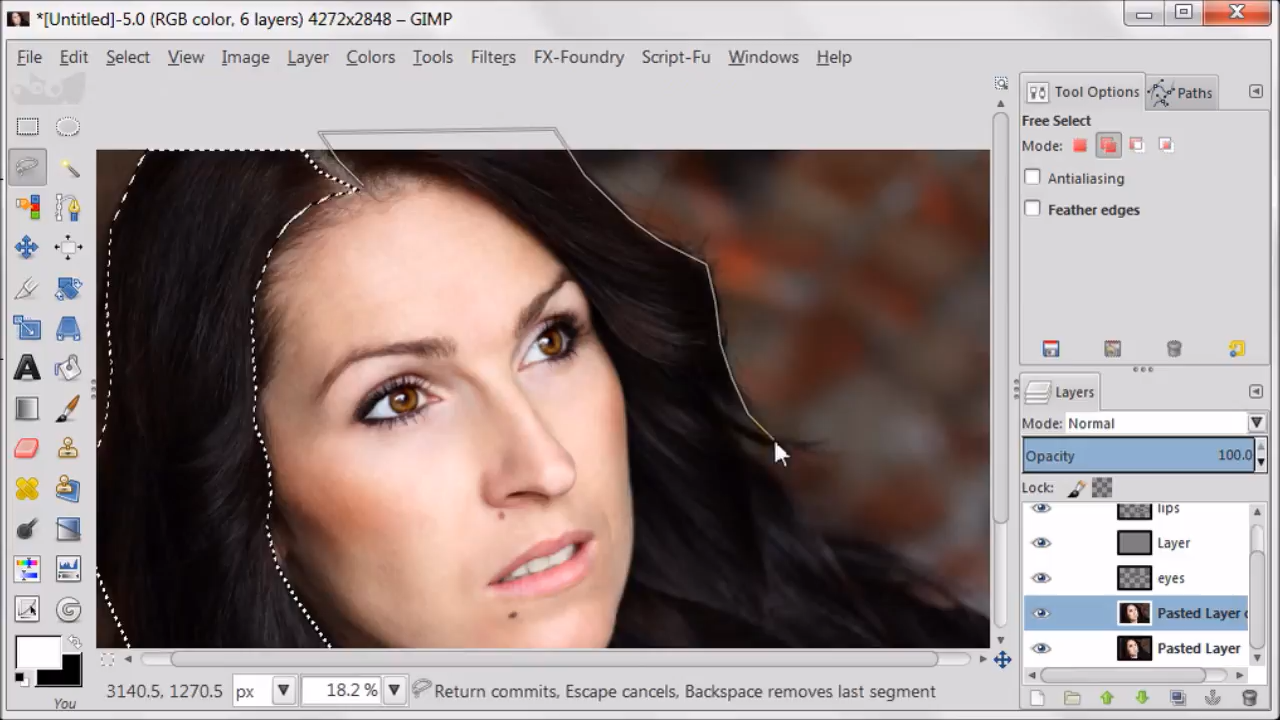 *[Untitled]-5.0 (RGB color, 6 layers) 4272x2848 – GIMP
File Edit Select View Image Layer Colors Tools Filters FX-Foundry Script-Fu Windows Help
Tool Options Paths
Free Select
Mode:
Antialiasing
Feather edges
Layers
Mode: Normal
Opacity 100.0
Lock:
lips
Layer
eyes
Pasted Layer c
Pasted Layer
3140.5, 1270.5 px 18.2 % Return commits, Escape cancels, Backspace removes last segment
You